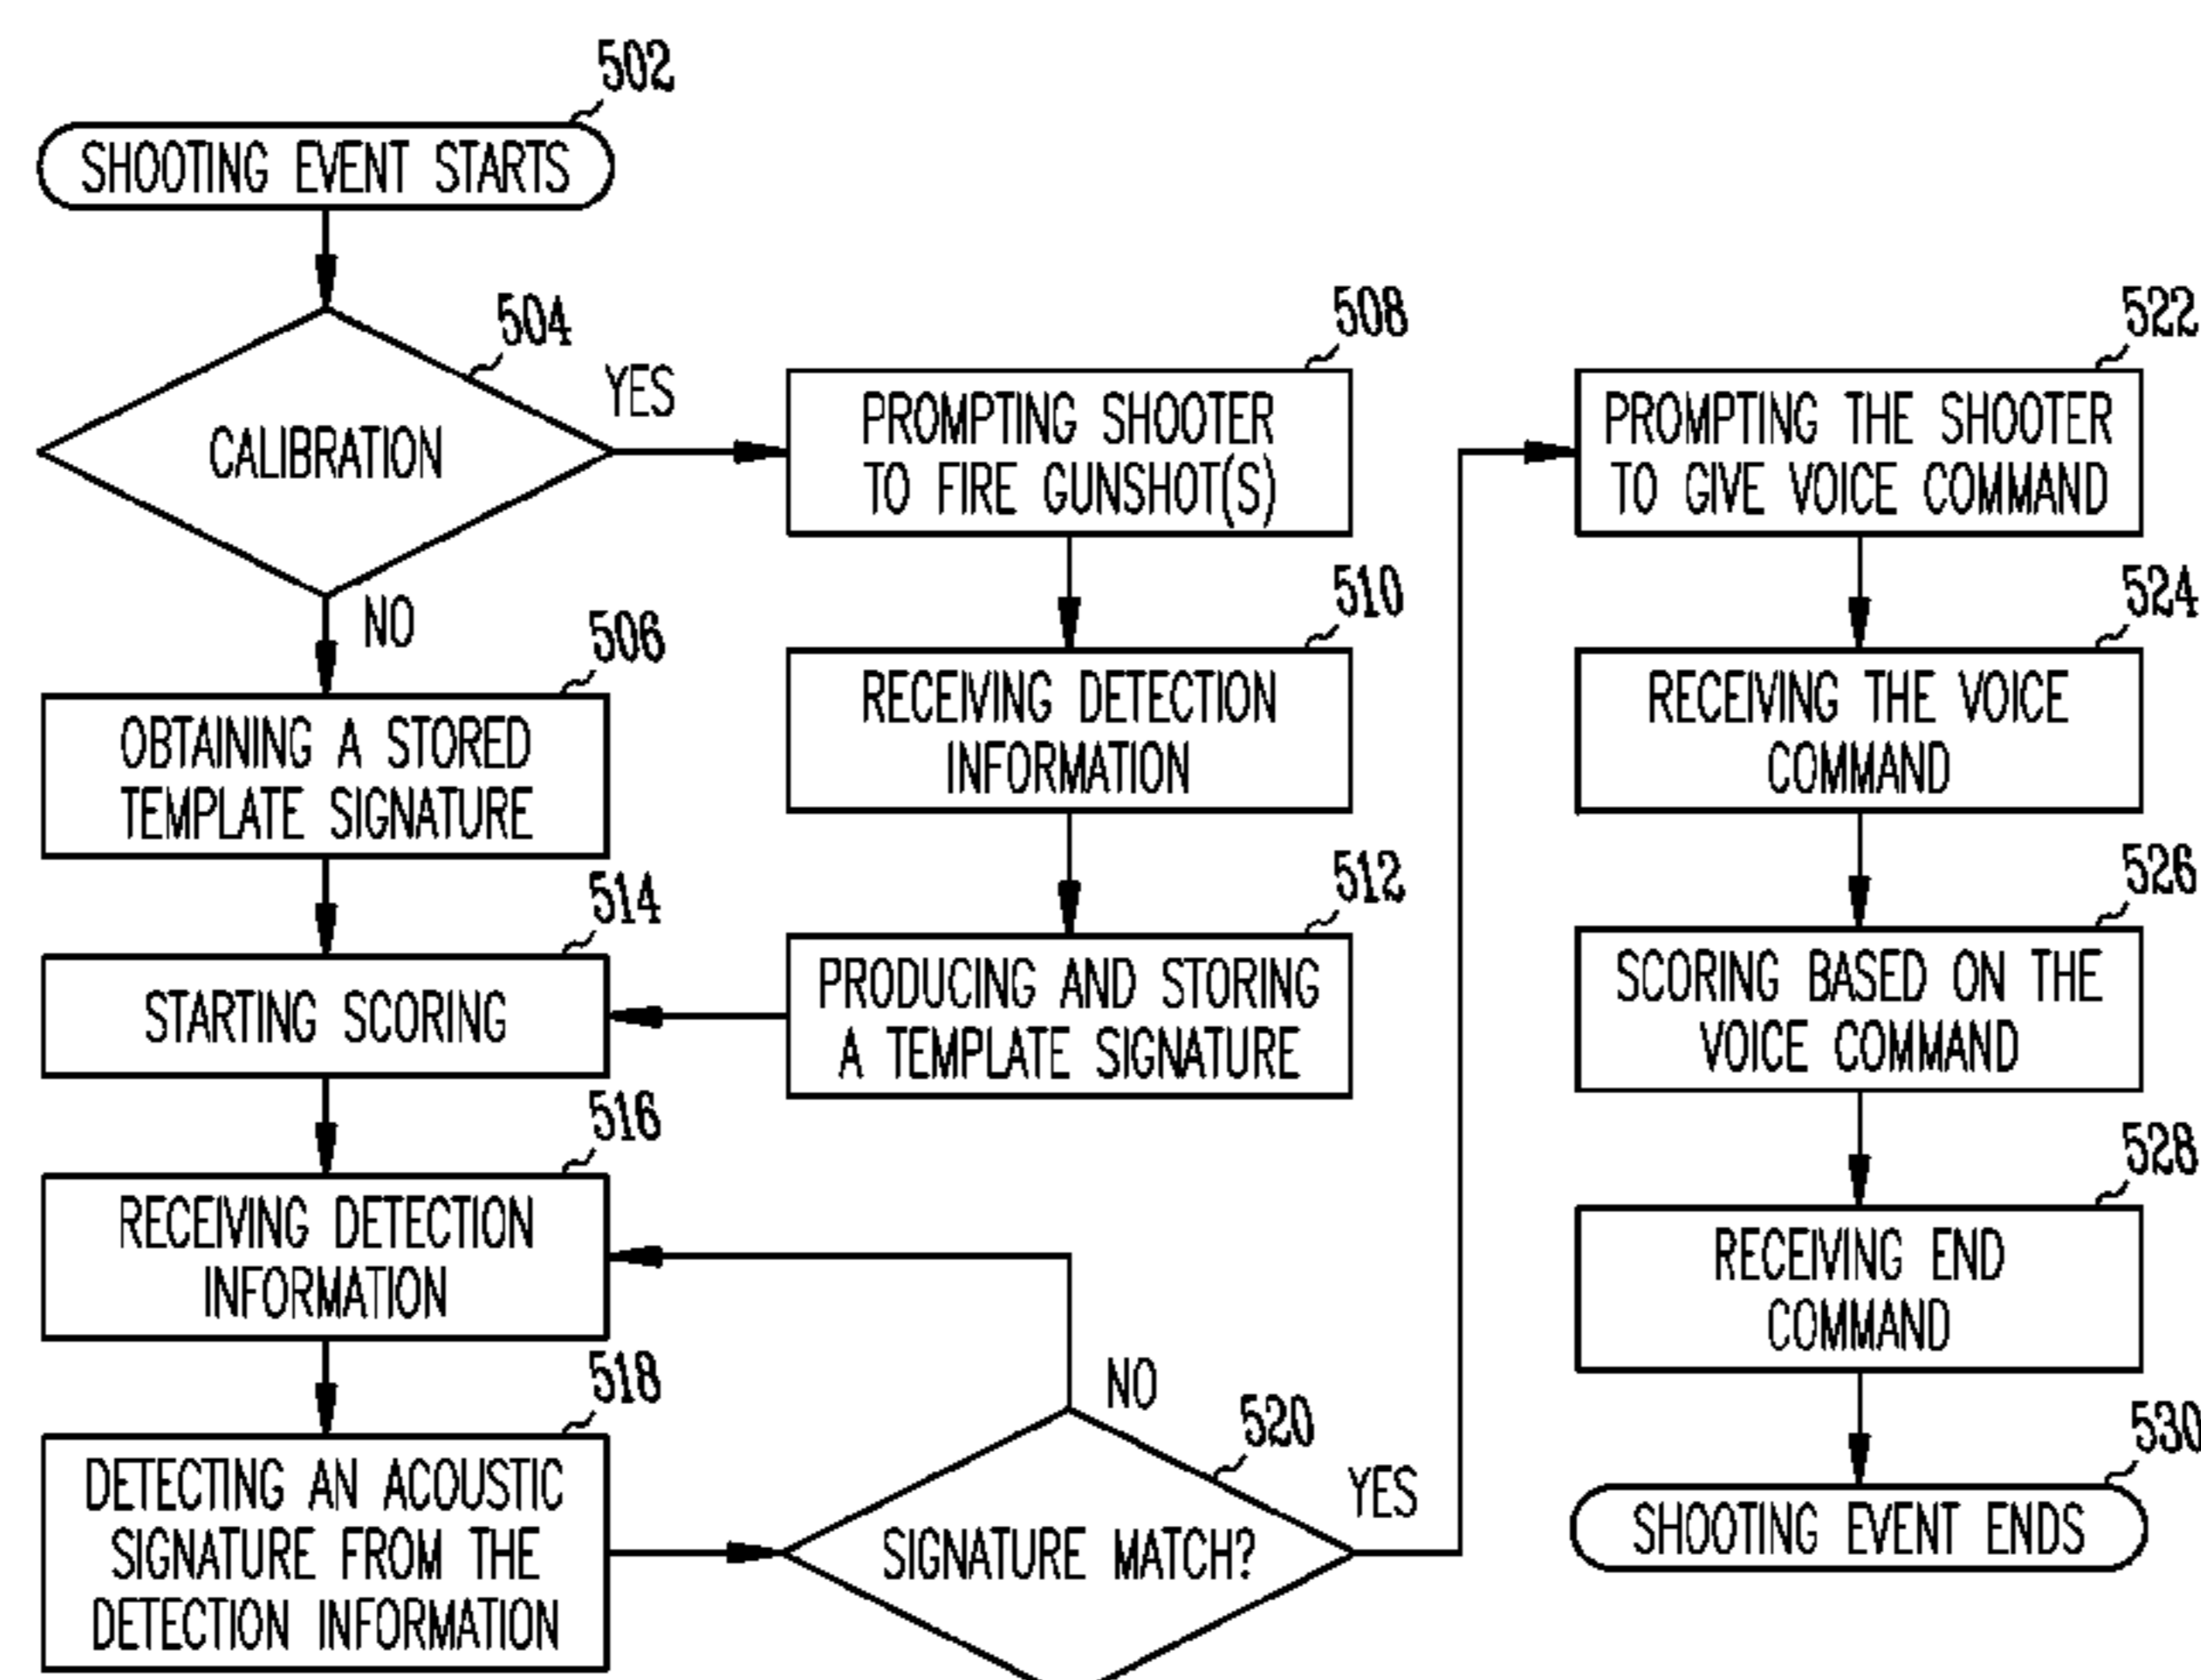 502
SHOOTING EVENT STARTS
504
CALIBRATION
YES
NO
506
OBTAINING A STORED
TEMPLATE SIGNATURE
508
PROMPTING SHOOTER
TO FIRE GUNSHOT(S)
510
RECEIVING DETECTION
INFORMATION
512
PRODUCING AND STORING
A TEMPLATE SIGNATURE
514
STARTING SCORING
516
RECEIVING DETECTION
INFORMATION
518
DETECTING AN ACOUSTIC
SIGNATURE FROM THE
DETECTION INFORMATION
520
SIGNATURE MATCH?
NO
YES
522
PROMPTING THE SHOOTER
TO GIVE VOICE COMMAND
524
RECEIVING THE VOICE
COMMAND
526
SCORING BASED ON THE
VOICE COMMAND
528
RECEIVING END
COMMAND
530
SHOOTING EVENT ENDS